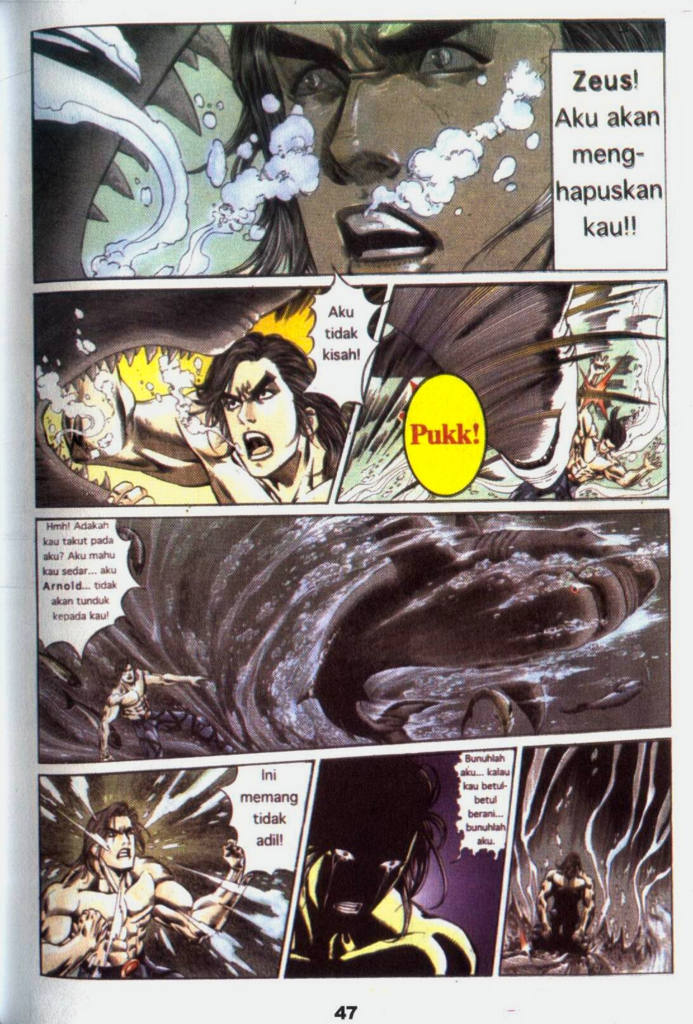 Zeus!
Aku akan
meng-
hapuskan
kau!!
Aku
tidak
kisah!
Pukk!
Hmh! Adakah
kau takut pada
aku? Aku mahu
kau sedar... aku
Arnold... tidak
akan tunduk
kepada kau!
Ini
memang
tidak
adil!
Bunuhlah
aku... kalau
kau betul-
betul
berani...
bunuhlah
aku.
47